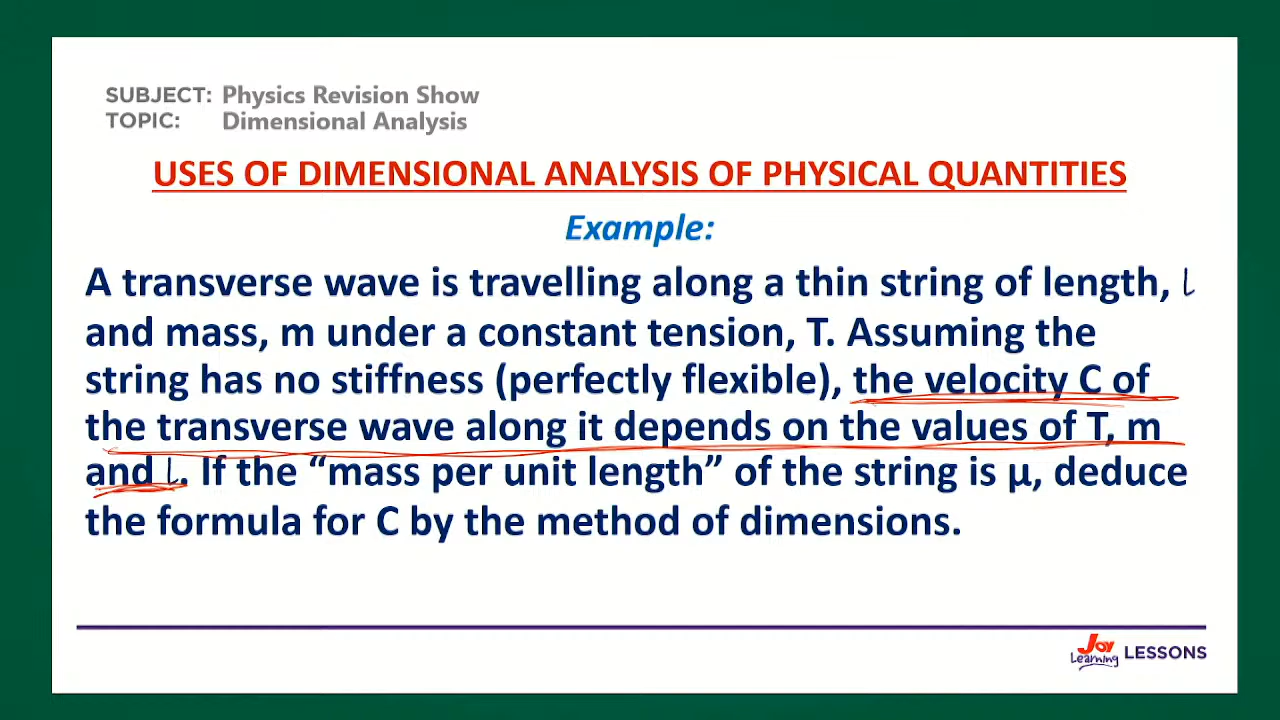 SUBJECT: Physics Revision Show
TOPIC: Dimensional Analysis
USES OF DIMENSIONAL ANALYSIS OF PHYSICAL QUANTITIES
Example:
A transverse wave is travelling along a thin string of length, l
and mass, m under a constant tension, T. Assuming the
string has no stiffness (perfectly flexible), the velocity C of
the transverse wave along it depends on the values of T, m
and l. If the “mass per unit length” of the string is μ, deduce
the formula for C by the method of dimensions.
Joy Learning LESSONS